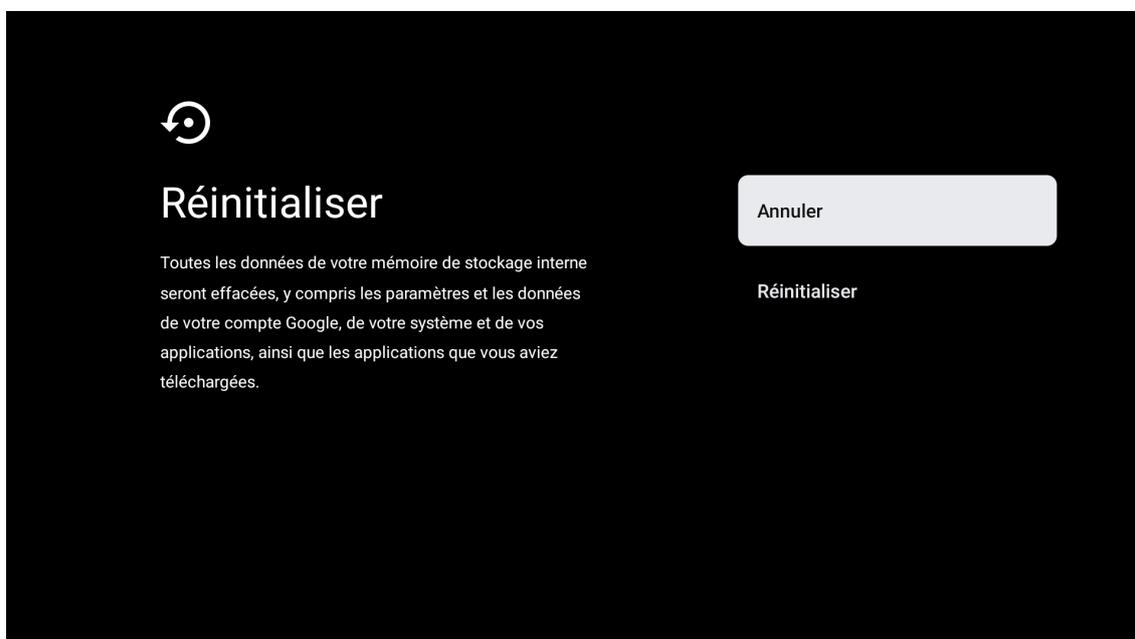 Réinitialiser
Toutes les données de votre mémoire de stockage interne
seront effacées, y compris les paramètres et les données
de votre compte Google, de votre système et de vos
applications, ainsi que les applications que vous aviez
téléchargées.
Annuler
Réinitialiser